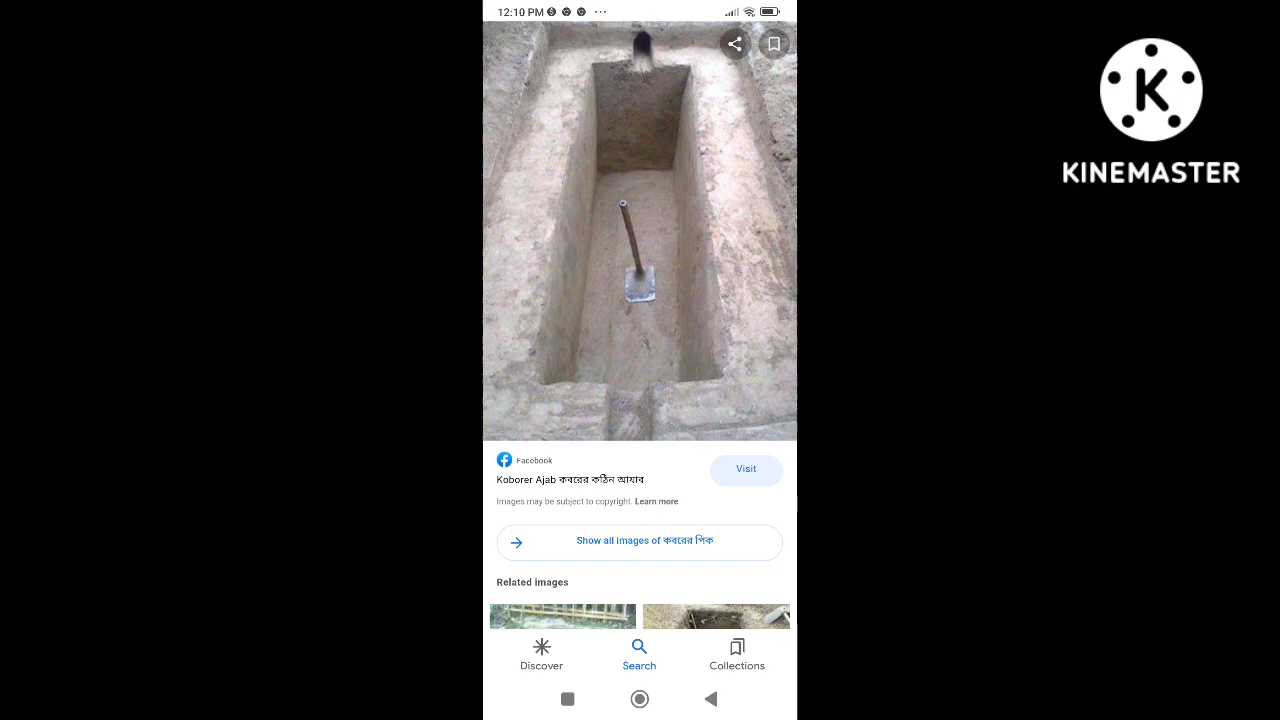 12:10 PM
K
KINEMASTER
Facebook
Visit
Koborer Ajab কবরের কঠিন আযাব
Images may be subject to copyright. Learn more
Show all images of কবরের পিক
Related images
Discover
Search
Collections